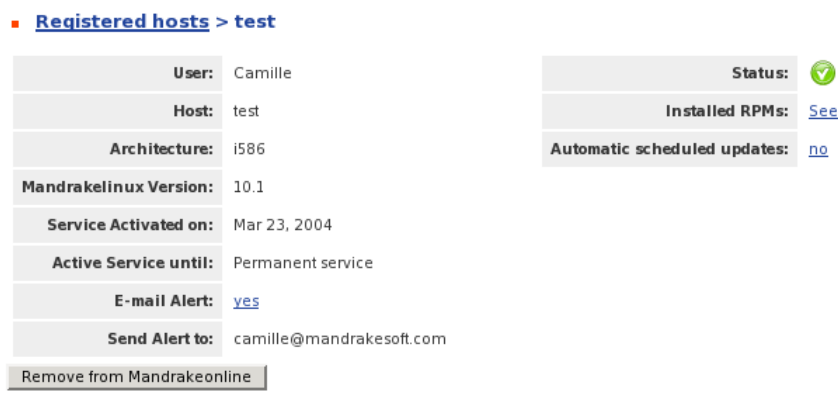 Registered hosts > test
User: Camille
Status:
Host: test
Installed RPMs: See
Architecture: i586
Automatic scheduled updates: no
Mandrakelinux Version: 10.1
Service Activated on: Mar 23, 2004
Active Service until: Permanent service
E-mail Alert: yes
Send Alert to: camille@mandrakesoft.com
Remove from Mandrakeonline